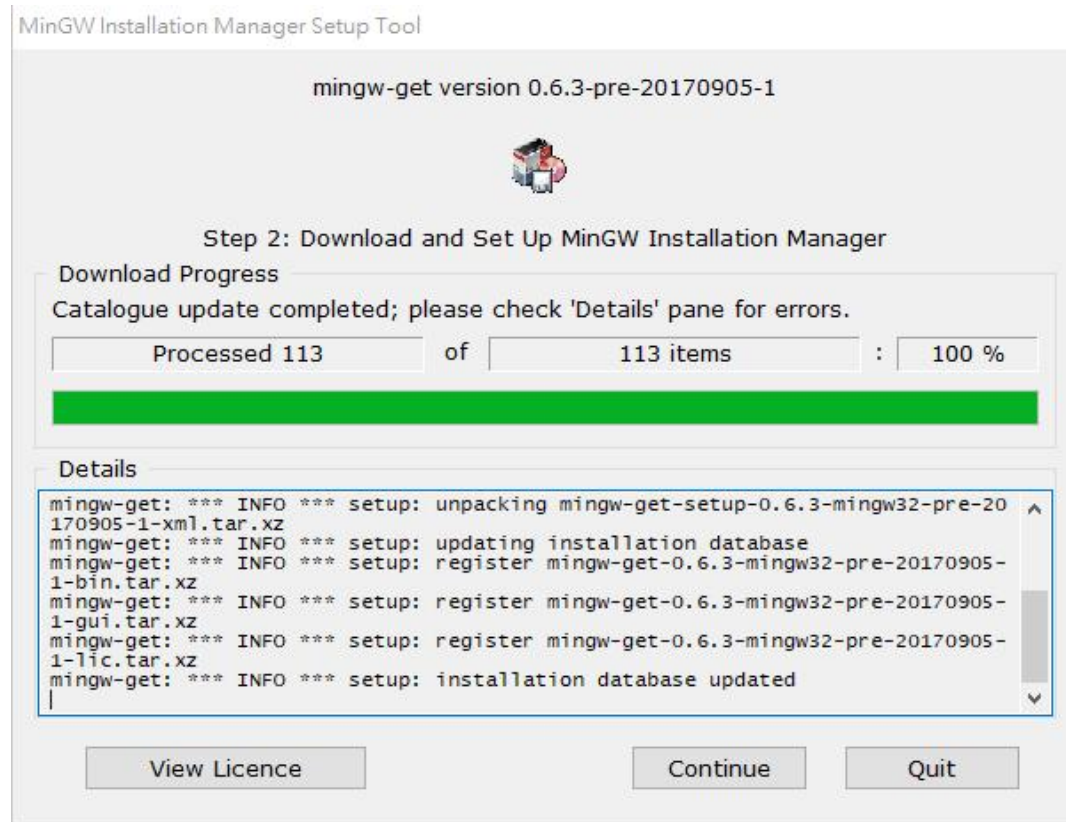 MinGW Installation Manager Setup Tool
mingw-get version 0.6.3-pre-20170905-1
Step 2: Download and Set Up MinGW Installation Manager
Download Progress
Catalogue update completed; please check 'Details' pane for errors.
Processed 113 of 113 items : 100 %
Details
mingw-get: *** INFO *** setup: unpacking mingw-get-setup-0.6.3-mingw32-pre-20
170905-1-xml.tar.xz
mingw-get: *** INFO *** setup: updating installation database
mingw-get: *** INFO *** setup: register mingw-get-0.6.3-mingw32-pre-20170905-
1-bin.tar.xz
mingw-get: *** INFO *** setup: register mingw-get-0.6.3-mingw32-pre-20170905-
1-gui.tar.xz
mingw-get: *** INFO *** setup: register mingw-get-0.6.3-mingw32-pre-20170905-
1-lic.tar.xz
mingw-get: *** INFO *** setup: installation database updated
View Licence Continue Quit